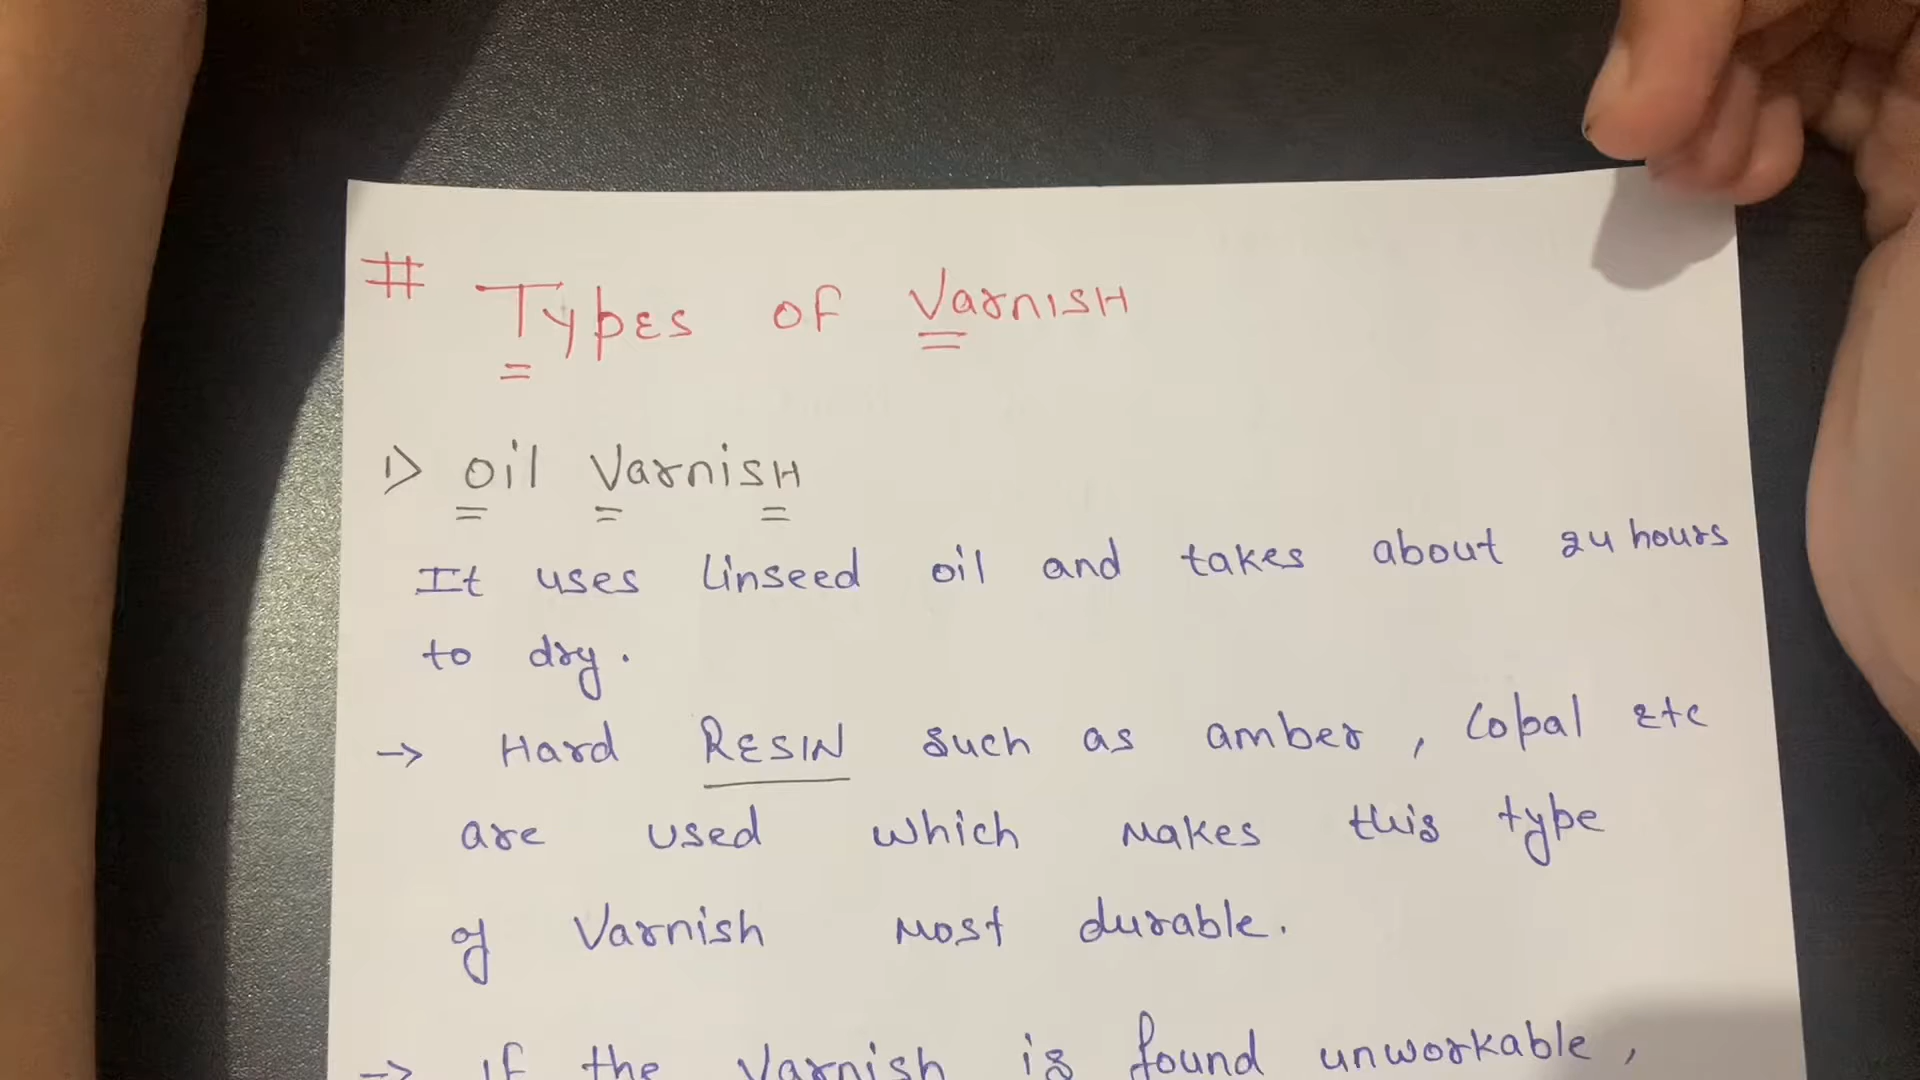 # Types of Varnish
1) Oil Varnish
It uses Linseed oil and takes about 24 hours
to dry.
→ Hard RESIN such as amber, Copal etc
are used which makes this type
of Varnish most durable.
→ if the Varnish is found unworkable,